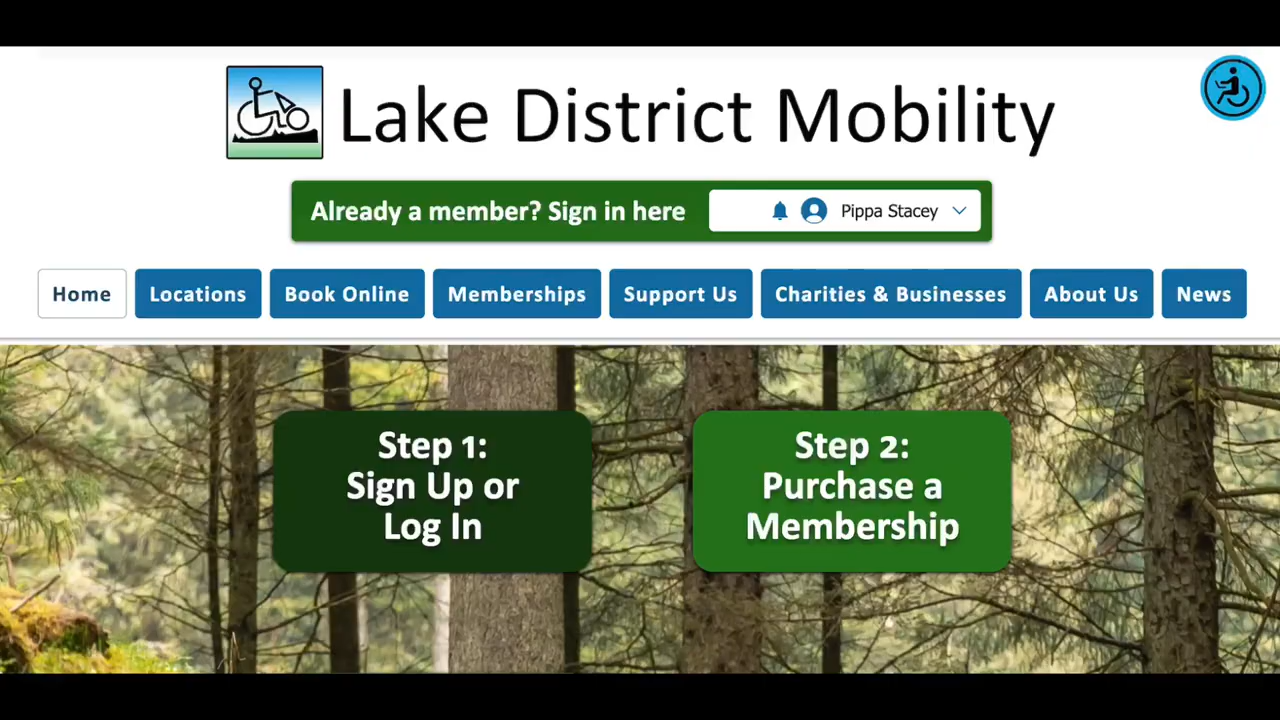 Lake District Mobility
Already a member? Sign in here
Pippa Stacey
Home
Locations
Book Online
Memberships
Support Us
Charities & Businesses
About Us
News
Step 1:
Sign Up or
Log In
Step 2:
Purchase a
Membership